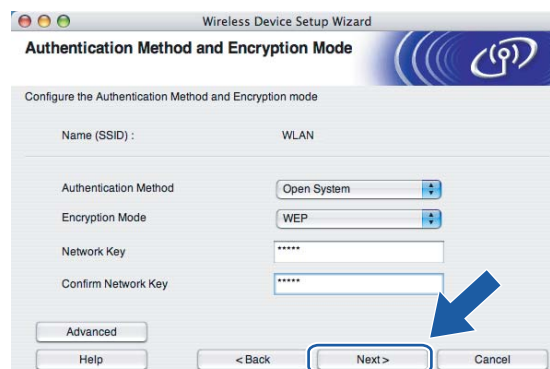 Wireless Device Setup Wizard
Authentication Method and Encryption Mode
Configure the Authentication Method and Encryption mode
Name (SSID) : WLAN
Authentication Method Open System
Encryption Mode WEP
Network Key *****
Confirm Network Key *****
Advanced
Help < Back Next > Cancel